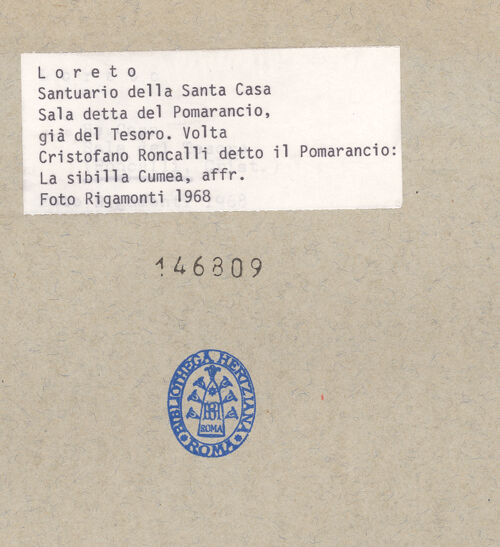 L o r e t o
Santuario della Santa Casa
Sala detta del Pomarancio,
già del Tesoro. Volta
Cristofano Roncalli detto il Pomarancio:
La sibilla Cumea, affr.
Foto Rigamonti 1968
146809
BIBLIOTHECA HERTZIANA
ROMA
ROMA